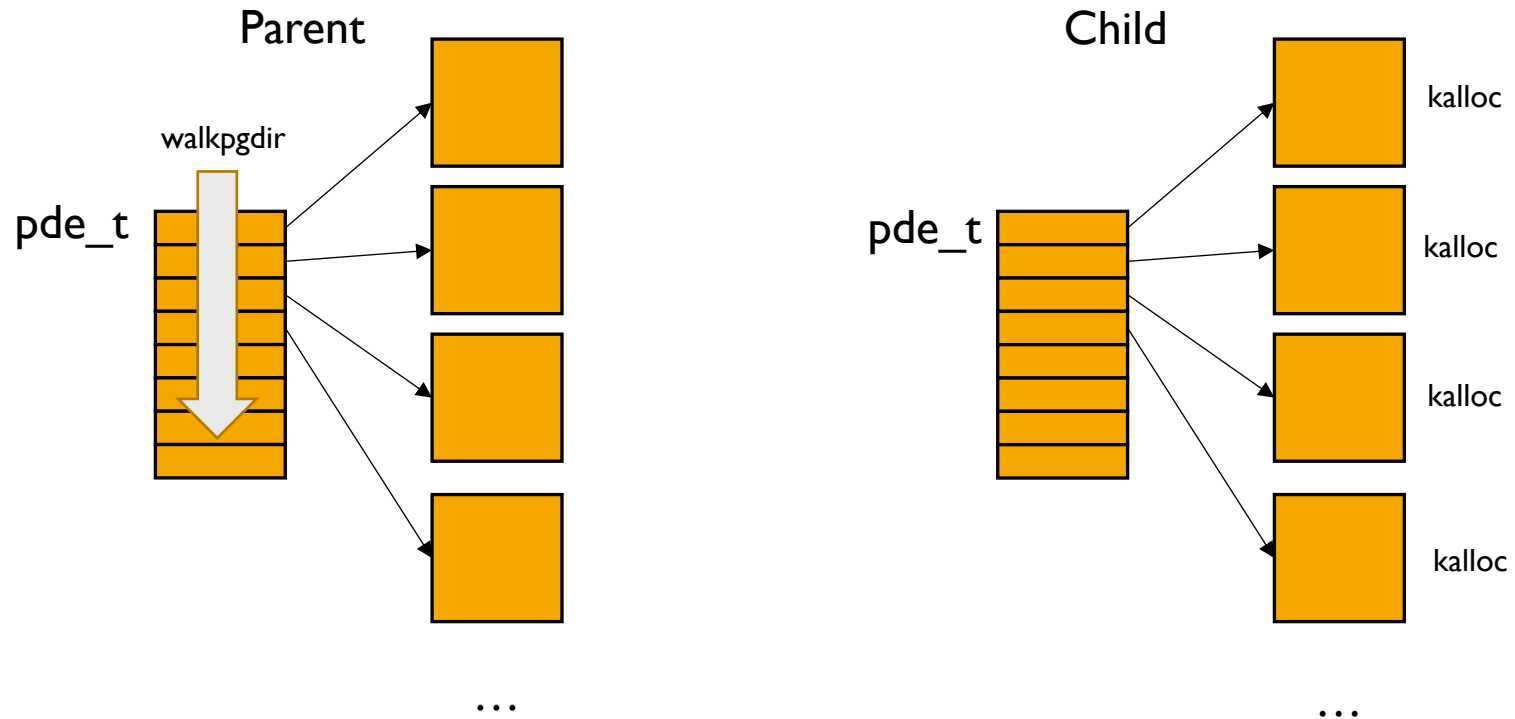 Parent
walkpgdir
pde_t
...
Child
pde_t
kalloc
kalloc
kalloc
kalloc
...